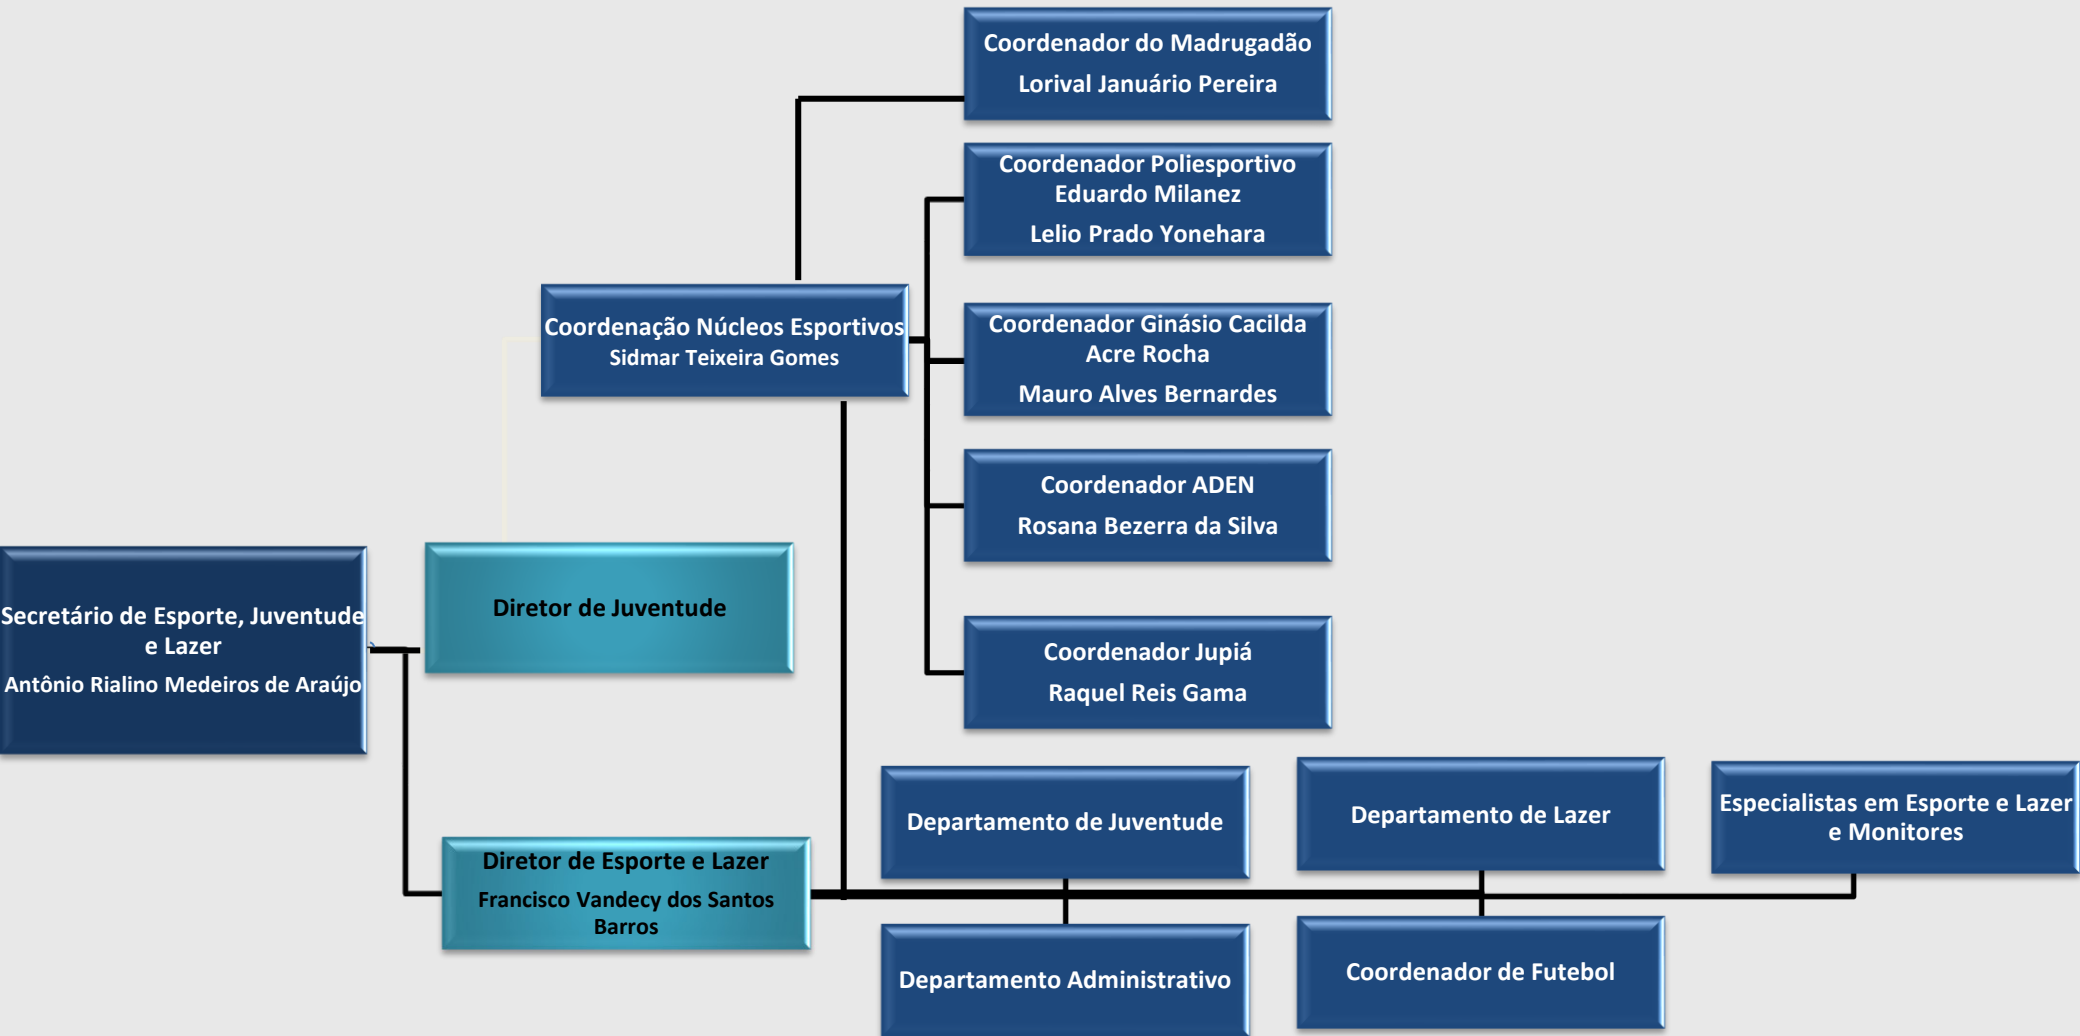 Coordenador do Madrugadão
Lorival Januário Pereira
Coordenador Poliesportivo
Eduardo Milanez
Lelio Prado Yonehara
Coordenação Núcleos Esportivos
Sidmar Teixeira Gomes
Coordenador Ginásio Cacilda
Acre Rocha
Mauro Alves Bernardes
Coordenador ADEN
Rosana Bezerra da Silva
Secretário de Esporte, Juventude
e Lazer
Antônio Rialino Medeiros de Araújo
Diretor de Juventude
Coordenador Jupiá
Raquel Reis Gama
Diretor de Esporte e Lazer
Francisco Vandecy dos Santos
Barros
Departamento de Juventude
Departamento de Lazer
Especialistas em Esporte e Lazer
e Monitores
Departamento Administrativo
Coordenador de Futebol